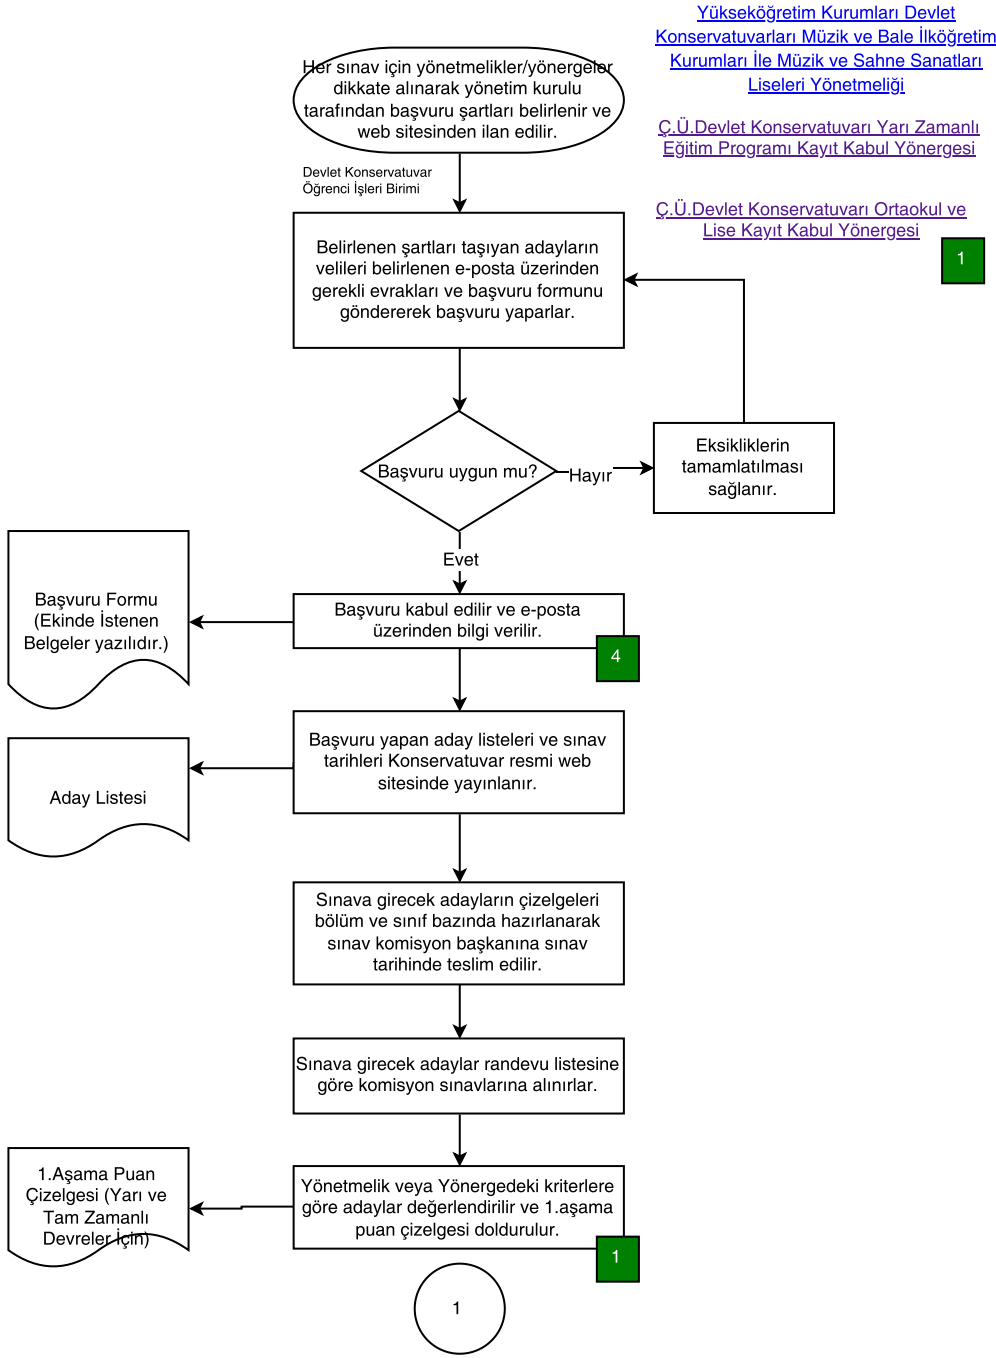 Yükseköğretim Kurumları Devlet
Konservatuvarları Müzik ve Bale İlköğretim
Kurumları İle Müzik ve Sahne Sanatları
Liseleri Yönetmeliği
Ç.Ü.Devlet Konservatuvarı Yarı Zamanlı
Eğitim Programı Kayıt Kabul Yönergesi
Ç.Ü.Devlet Konservatuvarı Ortaokul ve
Lise Kayıt Kabul Yönergesi
1
Her sınav için yönetmelikler/yönergeler
dikkate alınarak yönetim kurulu
tarafından başvuru şartları belirlenir ve
web sitesinden ilan edilir.
Devlet Konservatuvar
Öğrenci İşleri Birimi
Belirlenen şartları taşıyan adayların
velileri belirlenen e-posta üzerinden
gerekli evrakları ve başvuru formunu
göndererek başvuru yaparlar.
Başvuru uygun mu?
Hayır
Eksikliklerin
tamamlatılması
sağlanır.
Evet
Başvuru kabul edilir ve e-posta
üzerinden bilgi verilir.
4
Başvuru Formu
(Ekinde İstenen
Belgeler yazılıdır.)
Başvuru yapan aday listeleri ve sınav
tarihleri Konservatuvar resmi web
sitesinde yayınlanır.
Aday Listesi
Sınava girecek adayların çizelgeleri
bölüm ve sınıf bazında hazırlanarak
sınav komisyon başkanına sınav
tarihinde teslim edilir.
Sınava girecek adaylar randevu listesine
göre komisyon sınavlarına alınırlar.
Yönetmelik veya Yönergedeki kriterlere
göre adaylar değerlendirilir ve 1.aşama
puan çizelgesi doldurulur.
1
1.Aşama Puan
Çizelgesi (Yarı ve
Tam Zamanlı
Devreler İçin)
1